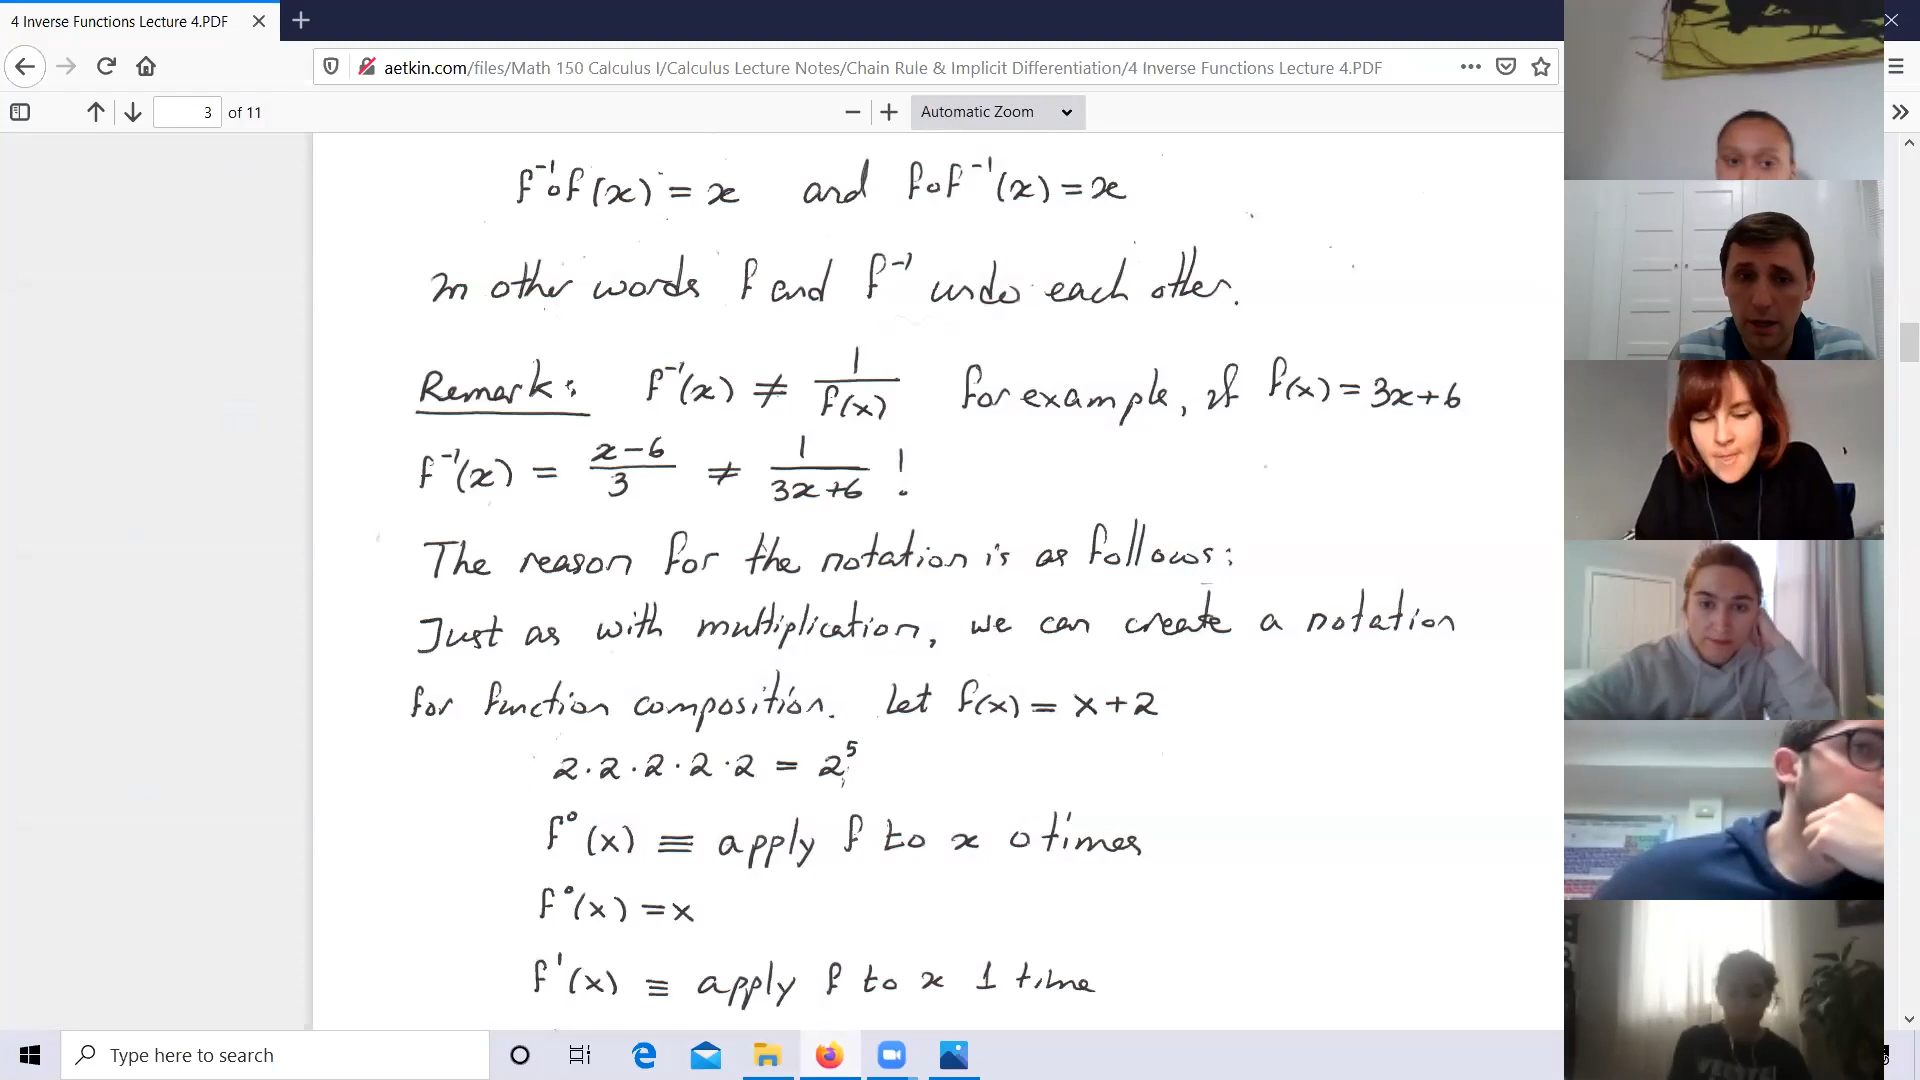 4 Inverse Functions Lecture 4.PDF
aetkin.com/files/Math 150 Calculus I/Calculus Lecture Notes/Chain Rule & Implicit Differentiation/4 Inverse Functions Lecture 4.PDF
3 of 11
Automatic Zoom
f⁻¹∘f(x) = x and f∘f⁻¹(x) = x
In other words f and f⁻¹ undo each other.
Remark: f⁻¹(x) ≠ 1/f(x) For example, if f(x) = 3x+6
f⁻¹(x) = (x-6)/3 ≠ 1/(3x+6) !
The reason for the notation is as follows:
Just as with multiplication, we can create a notation
for function composition. Let f(x) = x+2
2·2·2·2·2 = 2⁵
f⁰(x) ≡ apply f to x 0 times
f⁰(x) = x
f¹(x) ≡ apply f to x 1 time
Type here to search